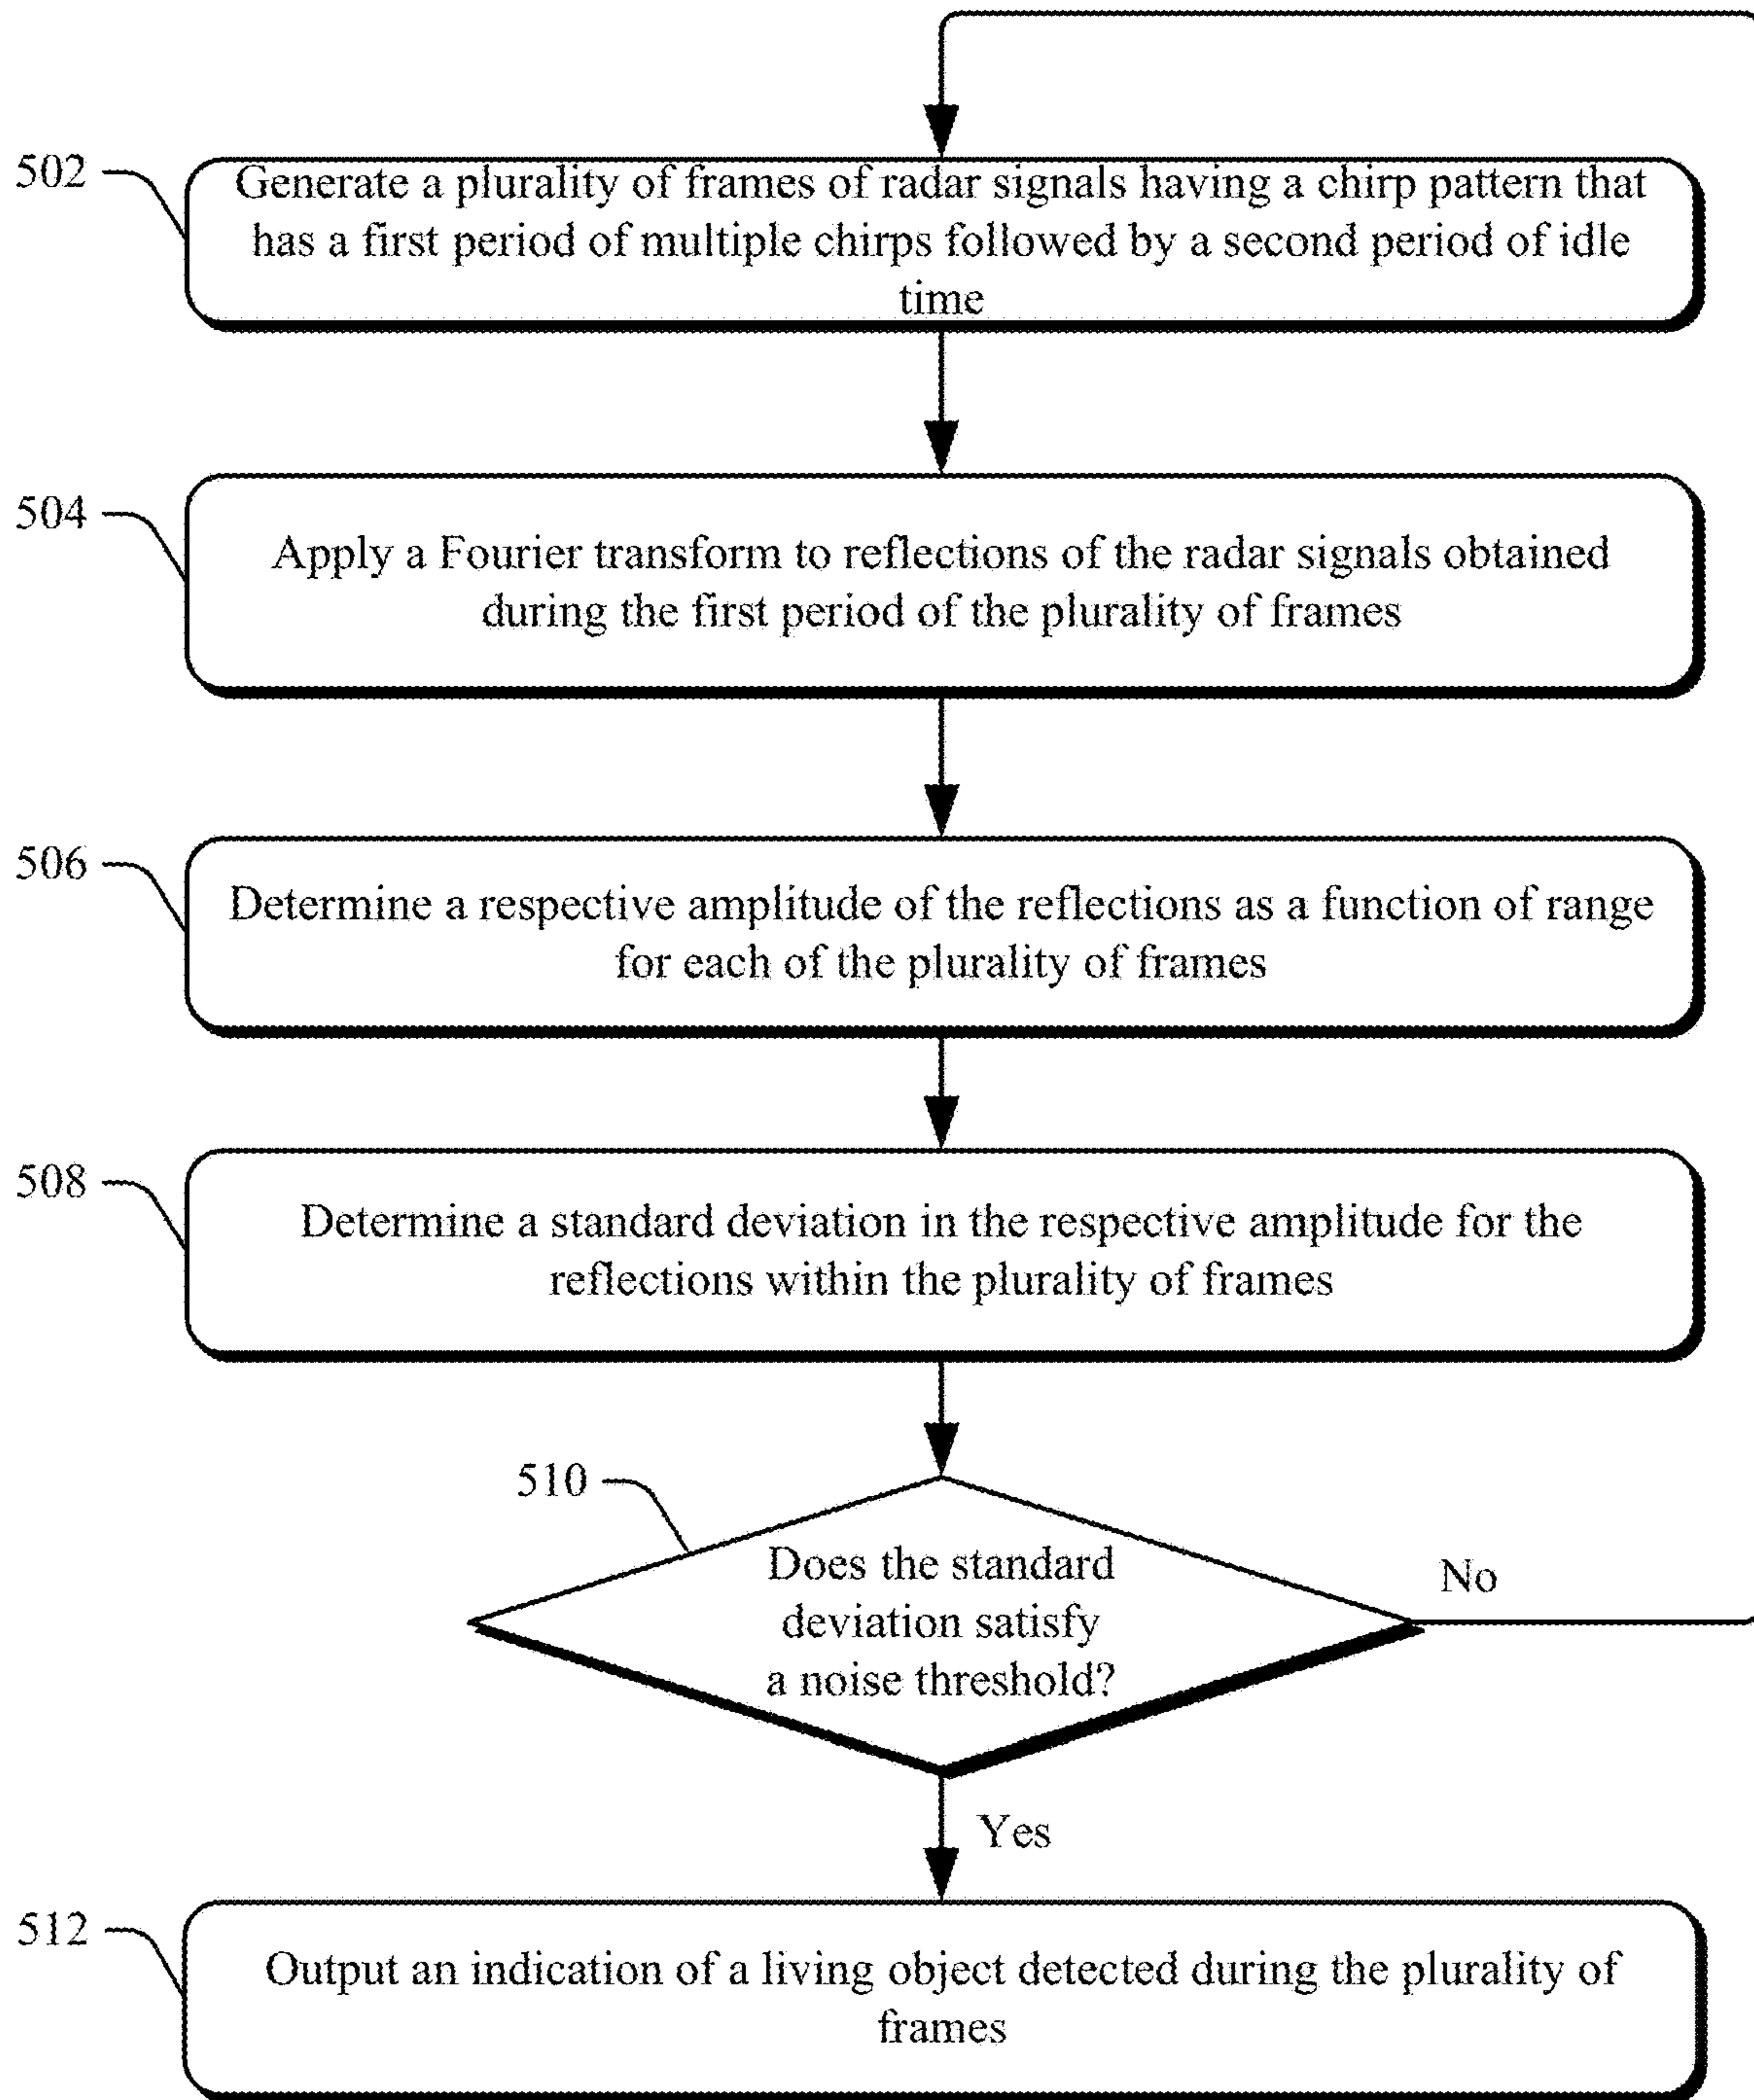 502
Generate a plurality of frames of radar signals having a chirp pattern that
has a first period of multiple chirps followed by a second period of idle
time
504
Apply a Fourier transform to reflections of the radar signals obtained
during the first period of the plurality of frames
506
Determine a respective amplitude of the reflections as a function of range
for each of the plurality of frames
508
Determine a standard deviation in the respective amplitude for the
reflections within the plurality of frames
510
Does the standard
deviation satisfy
a noise threshold?
No
Yes
512
Output an indication of a living object detected during the plurality of
frames